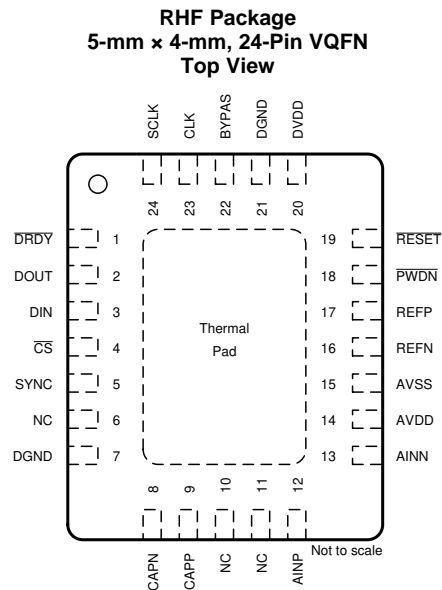 RHF Package
5-mm × 4-mm, 24-Pin VQFN
Top View
SCLK
CLK
BYPAS
DGND
DVDD
24
23
22
21
20
DRDY 1
DOUT 2
DIN 3
CS 4
SYNC 5
NC 6
DGND 7
Thermal
Pad
19 RESET
18 PWDN
17 REFP
16 REFN
15 AVSS
14 AVDD
13 AINN
8
9
10
11
12
CAPN
CAPP
NC
NC
AINP
Not to scale